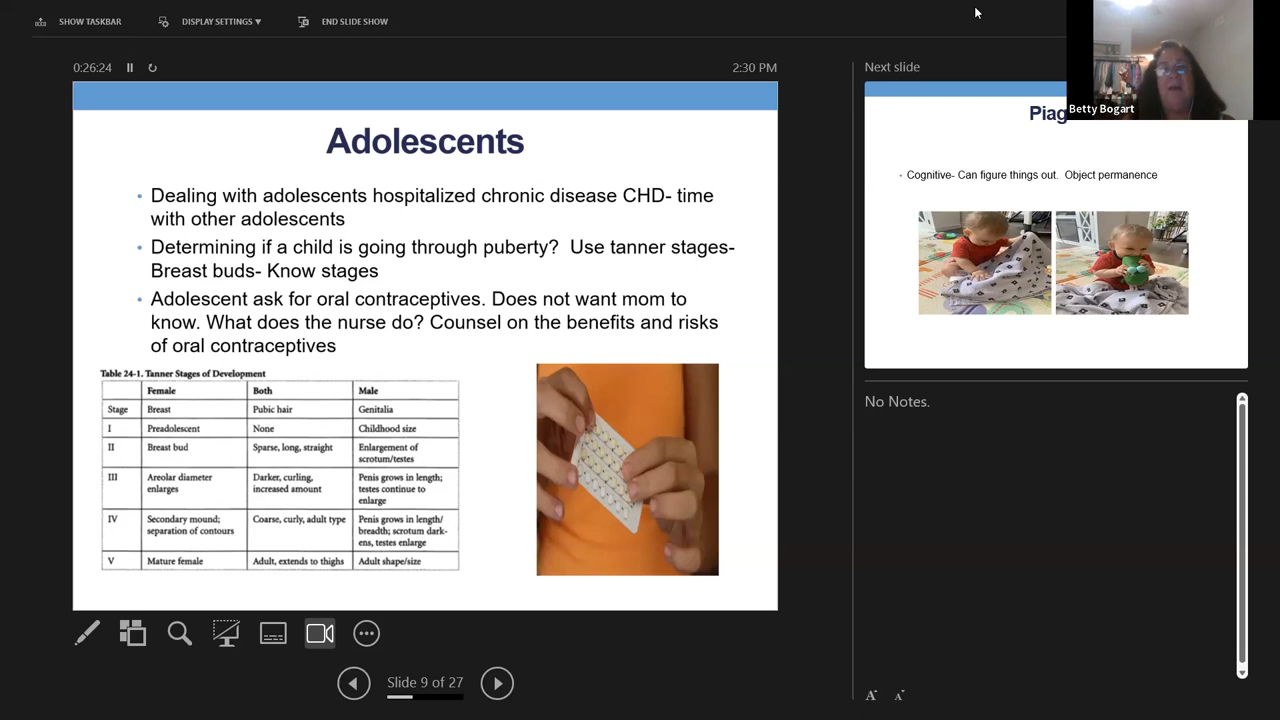 SHOW TASKBAR
DISPLAY SETTINGS ▼
END SLIDE SHOW
0:26:24
2:30 PM
Adolescents
• Dealing with adolescents hospitalized chronic disease CHD- time
with other adolescents
• Determining if a child is going through puberty?  Use tanner stages-
Breast buds- Know stages
• Adolescent ask for oral contraceptives. Does not want mom to
know. What does the nurse do? Counsel on the benefits and risks
of oral contraceptives
Table 24-1. Tanner Stages of Development
Female Both Male
Stage Breast Pubic hair Genitalia
I Preadolescent None Childhood size
II Breast bud Sparse, long, straight Enlargement of
scrotum/testes
III Areolar diameter Darker, curling, Penis grows in length;
enlarges increased amount testes continue to
enlarge
IV Secondary mound; Coarse, curly, adult type Penis grows in length/
separation of contours breadth; scrotum dark-
ens, testes enlarge
V Mature female Adult, extends to thighs Adult shape/size
Slide 9 of 27
Next slide
Betty Bogart
Piag
• Cognitive- Can figure things out.  Object permanence
No Notes.
A A